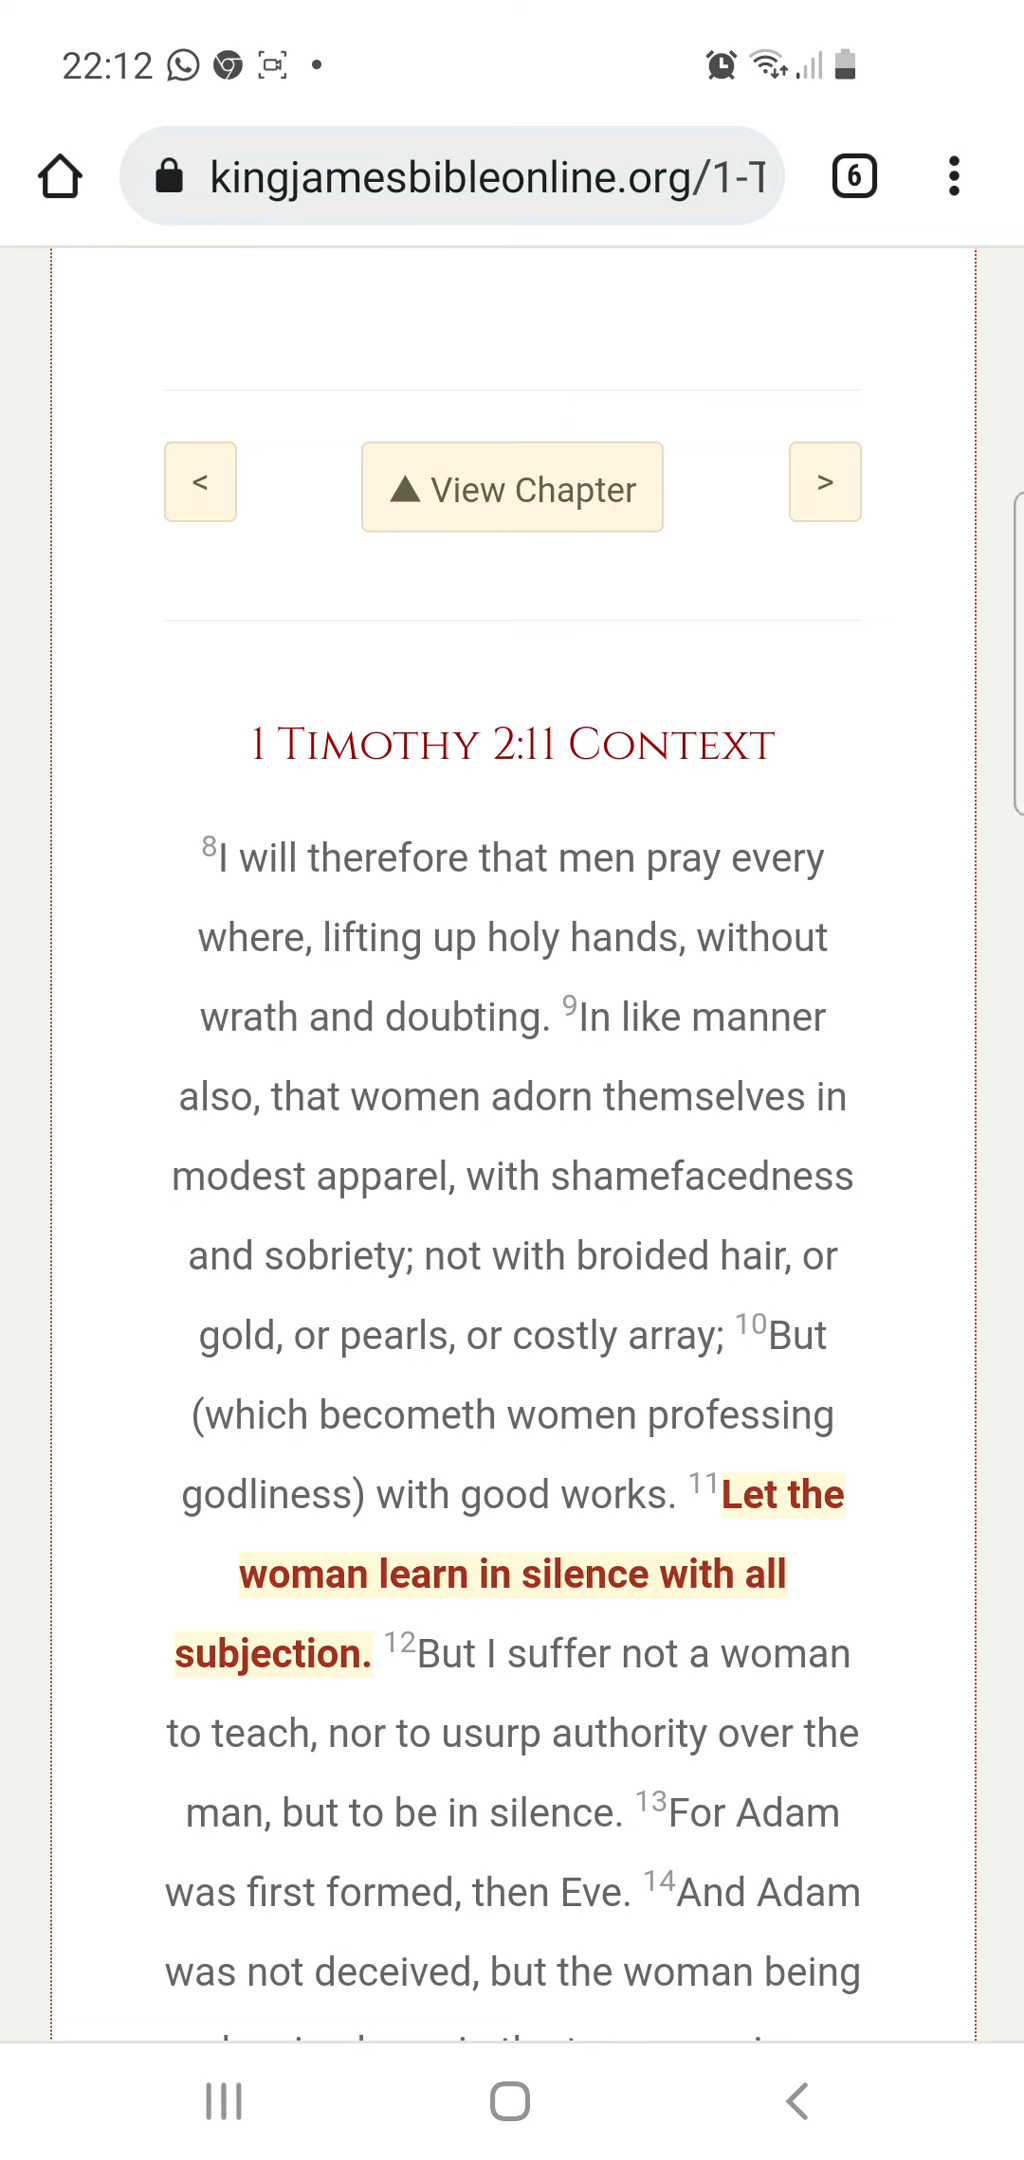 22:12
kingjamesbibleonline.org/1-T
6
<
▲ View Chapter
>
1 Timothy 2:11 Context
8I will therefore that men pray every
where, lifting up holy hands, without
wrath and doubting. 9In like manner
also, that women adorn themselves in
modest apparel, with shamefacedness
and sobriety; not with broided hair, or
gold, or pearls, or costly array; 10But
(which becometh women professing
godliness) with good works. 11Let the
woman learn in silence with all
subjection. 12But I suffer not a woman
to teach, nor to usurp authority over the
man, but to be in silence. 13For Adam
was first formed, then Eve. 14And Adam
was not deceived, but the woman being